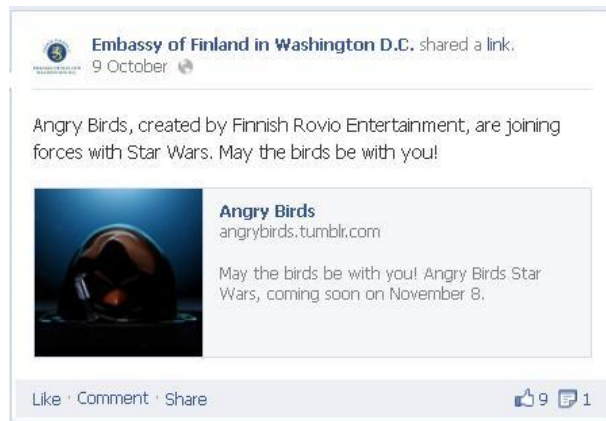 Embassy of Finland in Washington D.C. shared a link.
9 October
Angry Birds, created by Finnish Rovio Entertainment, are joining
forces with Star Wars. May the birds be with you!
Angry Birds
angrybirds.tumblr.com
May the birds be with you! Angry Birds Star
Wars, coming soon on November 8.
Like · Comment · Share
9 1